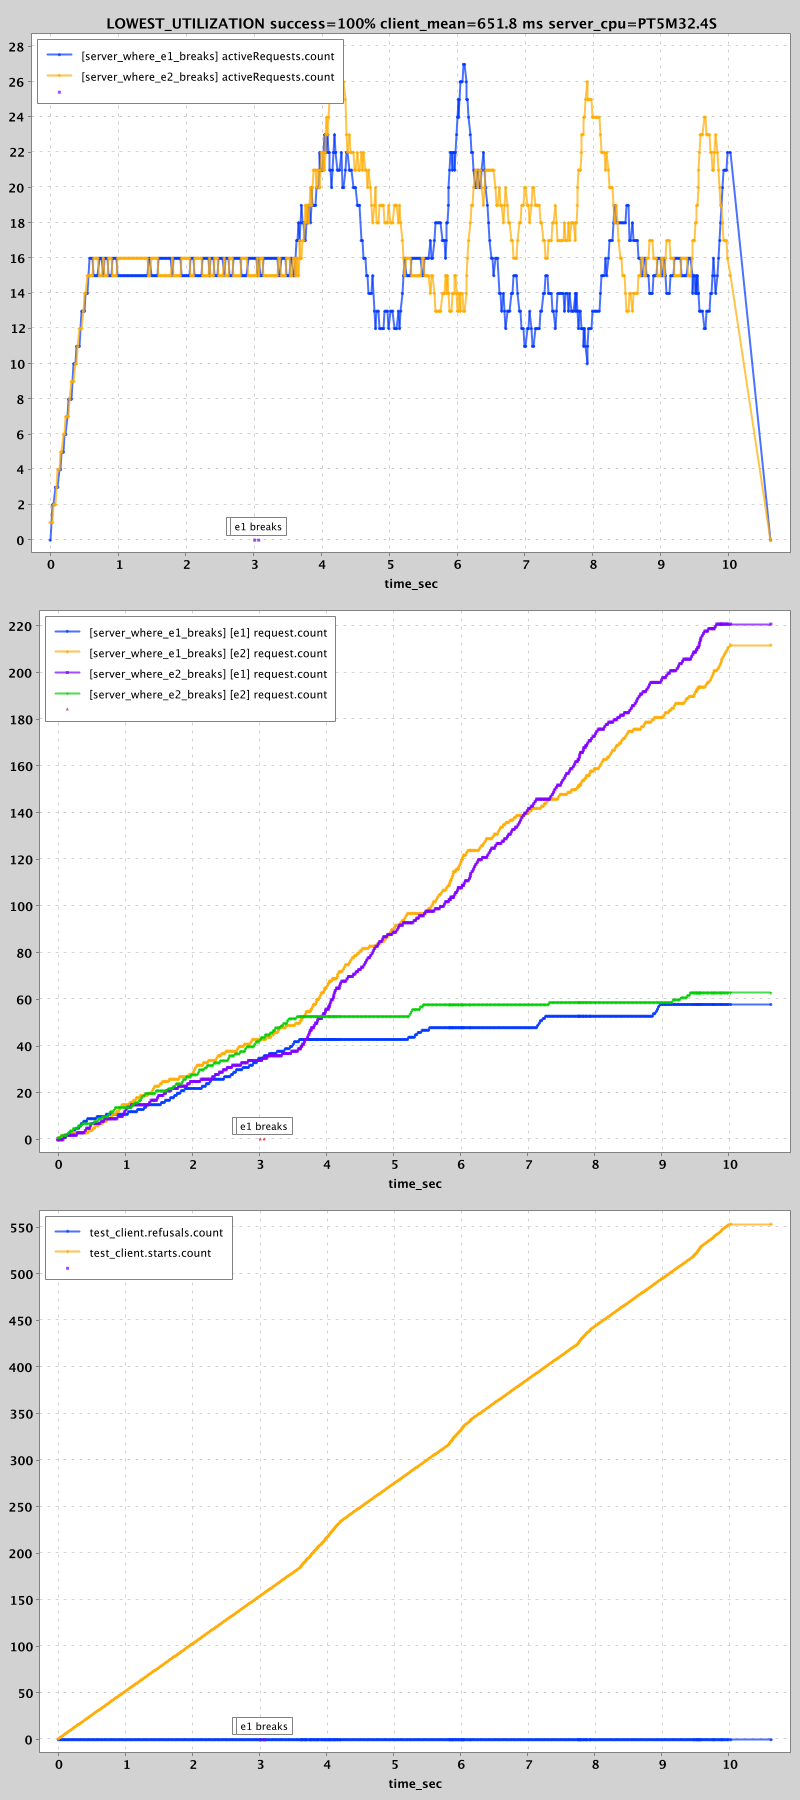 LOWEST_UTILIZATION success=100% client_mean=651.8 ms server_cpu=PT5M32.4S
[server_where_e1_breaks] activeRequests.count
[server_where_e2_breaks] activeRequests.count
28
26
24
22
20
18
16
14
12
10
8
6
4
2
0
e1 breaks
0 1 2 3 4 5 6 7 8 9 10
time_sec
[server_where_e1_breaks] [e1] request.count
[server_where_e1_breaks] [e2] request.count
[server_where_e2_breaks] [e1] request.count
[server_where_e2_breaks] [e2] request.count
220
200
180
160
140
120
100
80
60
40
20
0
e1 breaks
0 1 2 3 4 5 6 7 8 9 10
time_sec
test_client.refusals.count
test_client.starts.count
550
500
450
400
350
300
250
200
150
100
50
0
e1 breaks
0 1 2 3 4 5 6 7 8 9 10
time_sec